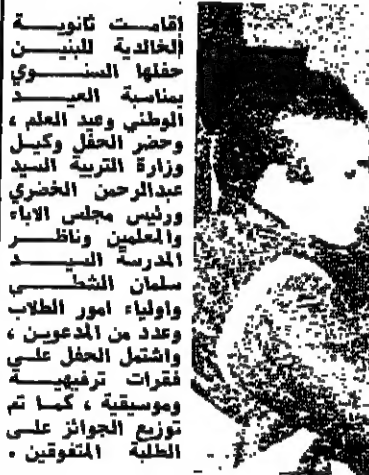 اقامت ثانوية
الخالدية للبنين
حفلها السنوي
بمناسبة العيد
الوطني وعيد العلم ،
وحضر الحفل وكيل
وزارة التربية السيد
عبدالرحمن الخضري
ورئيس مجلس الاباء
والمعلمين وناظر
المدرسة السيد
سلمان الشطي
واولياء امور الطلاب
وعدد من المدعوين ،
واشتمل الحفل على
فقرات ترفيهية
وموسيقية ، كما تم
توزيع الجوائز على
الطلبة المتفوقين .